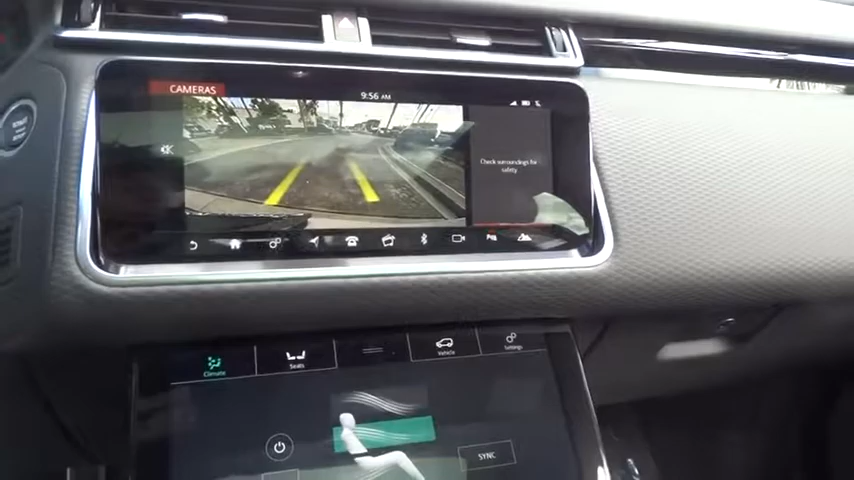 CAMERAS
9:56 AM
Check surroundings for
safety
Climate
Seats
Vehicle
Settings
SYNC